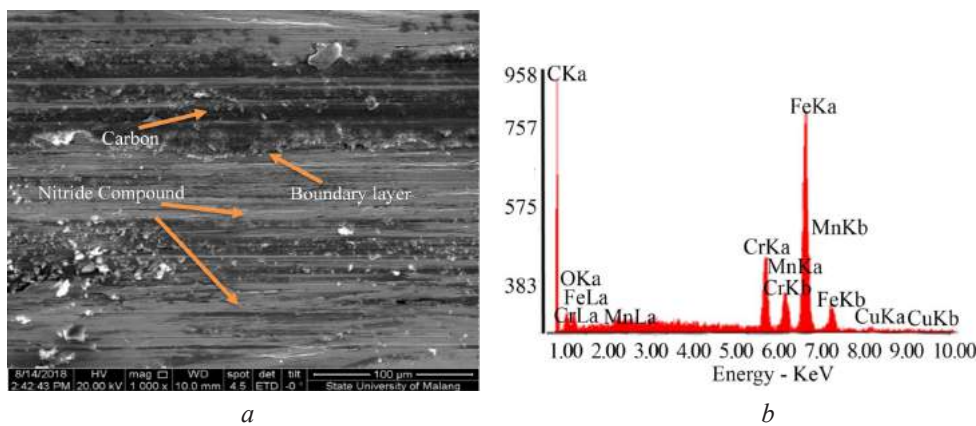 Carbon
Nitride Compound
Boundary layer
8/14/2018 HV mag □ WD spot det tilt
2:42:43 PM 20.00 kV 1 000 x 10.0 mm 4.5 ETD -0° 100 µm State University of Malang
a
958
757
575
383
CKa
FeKa
MnKb
CrKa
MnKa
CrKb
OKa
FeLa
CrLa
MnLa
FeKb
CuKa
CuKb
1.00 2.00 3.00 4.00 5.00 6.00 7.00 8.00 9.00 10.00
Energy - KeV
b